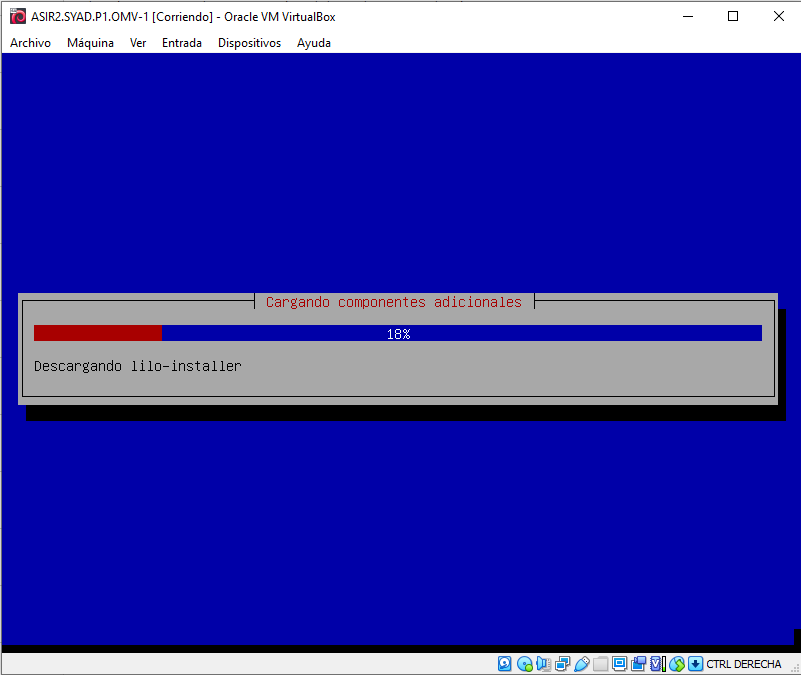 ASIR2.SYAD.P1.OMV-1 [Corriendo] - Oracle VM VirtualBox
Archivo Máquina Ver Entrada Dispositivos Ayuda
Cargando componentes adicionales
18%
Descargando lilo-installer
CTRL DERECHA